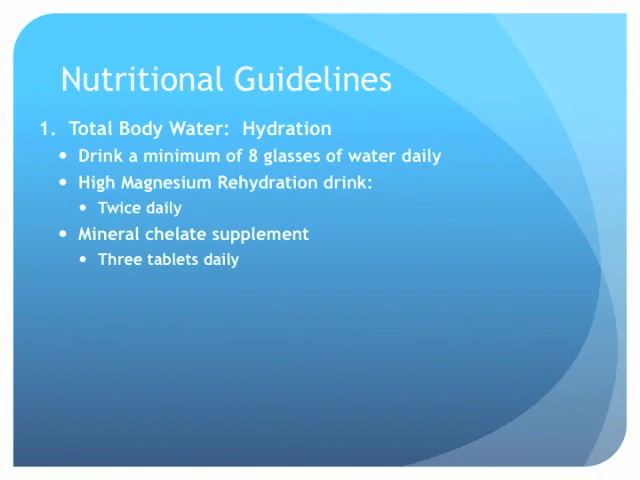 Nutritional Guidelines
1. Total Body Water: Hydration
• Drink a minimum of 8 glasses of water daily
• High Magnesium Rehydration drink:
• Twice daily
• Mineral chelate supplement
• Three tablets daily